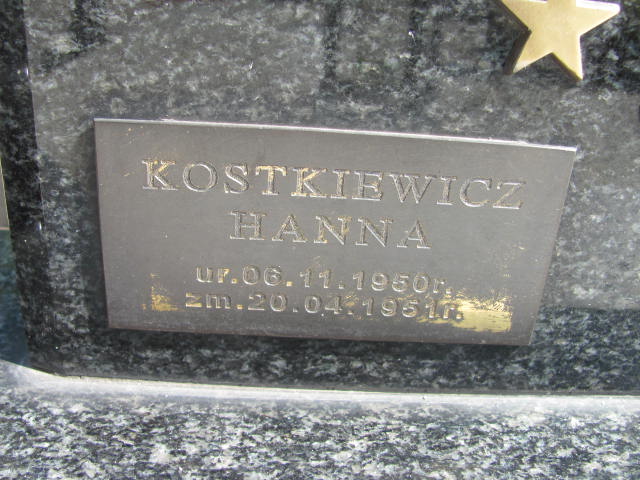 KOSTKIEWICZ
HANNA
ur.06.11.1950r.
zm.20.04.1951r.